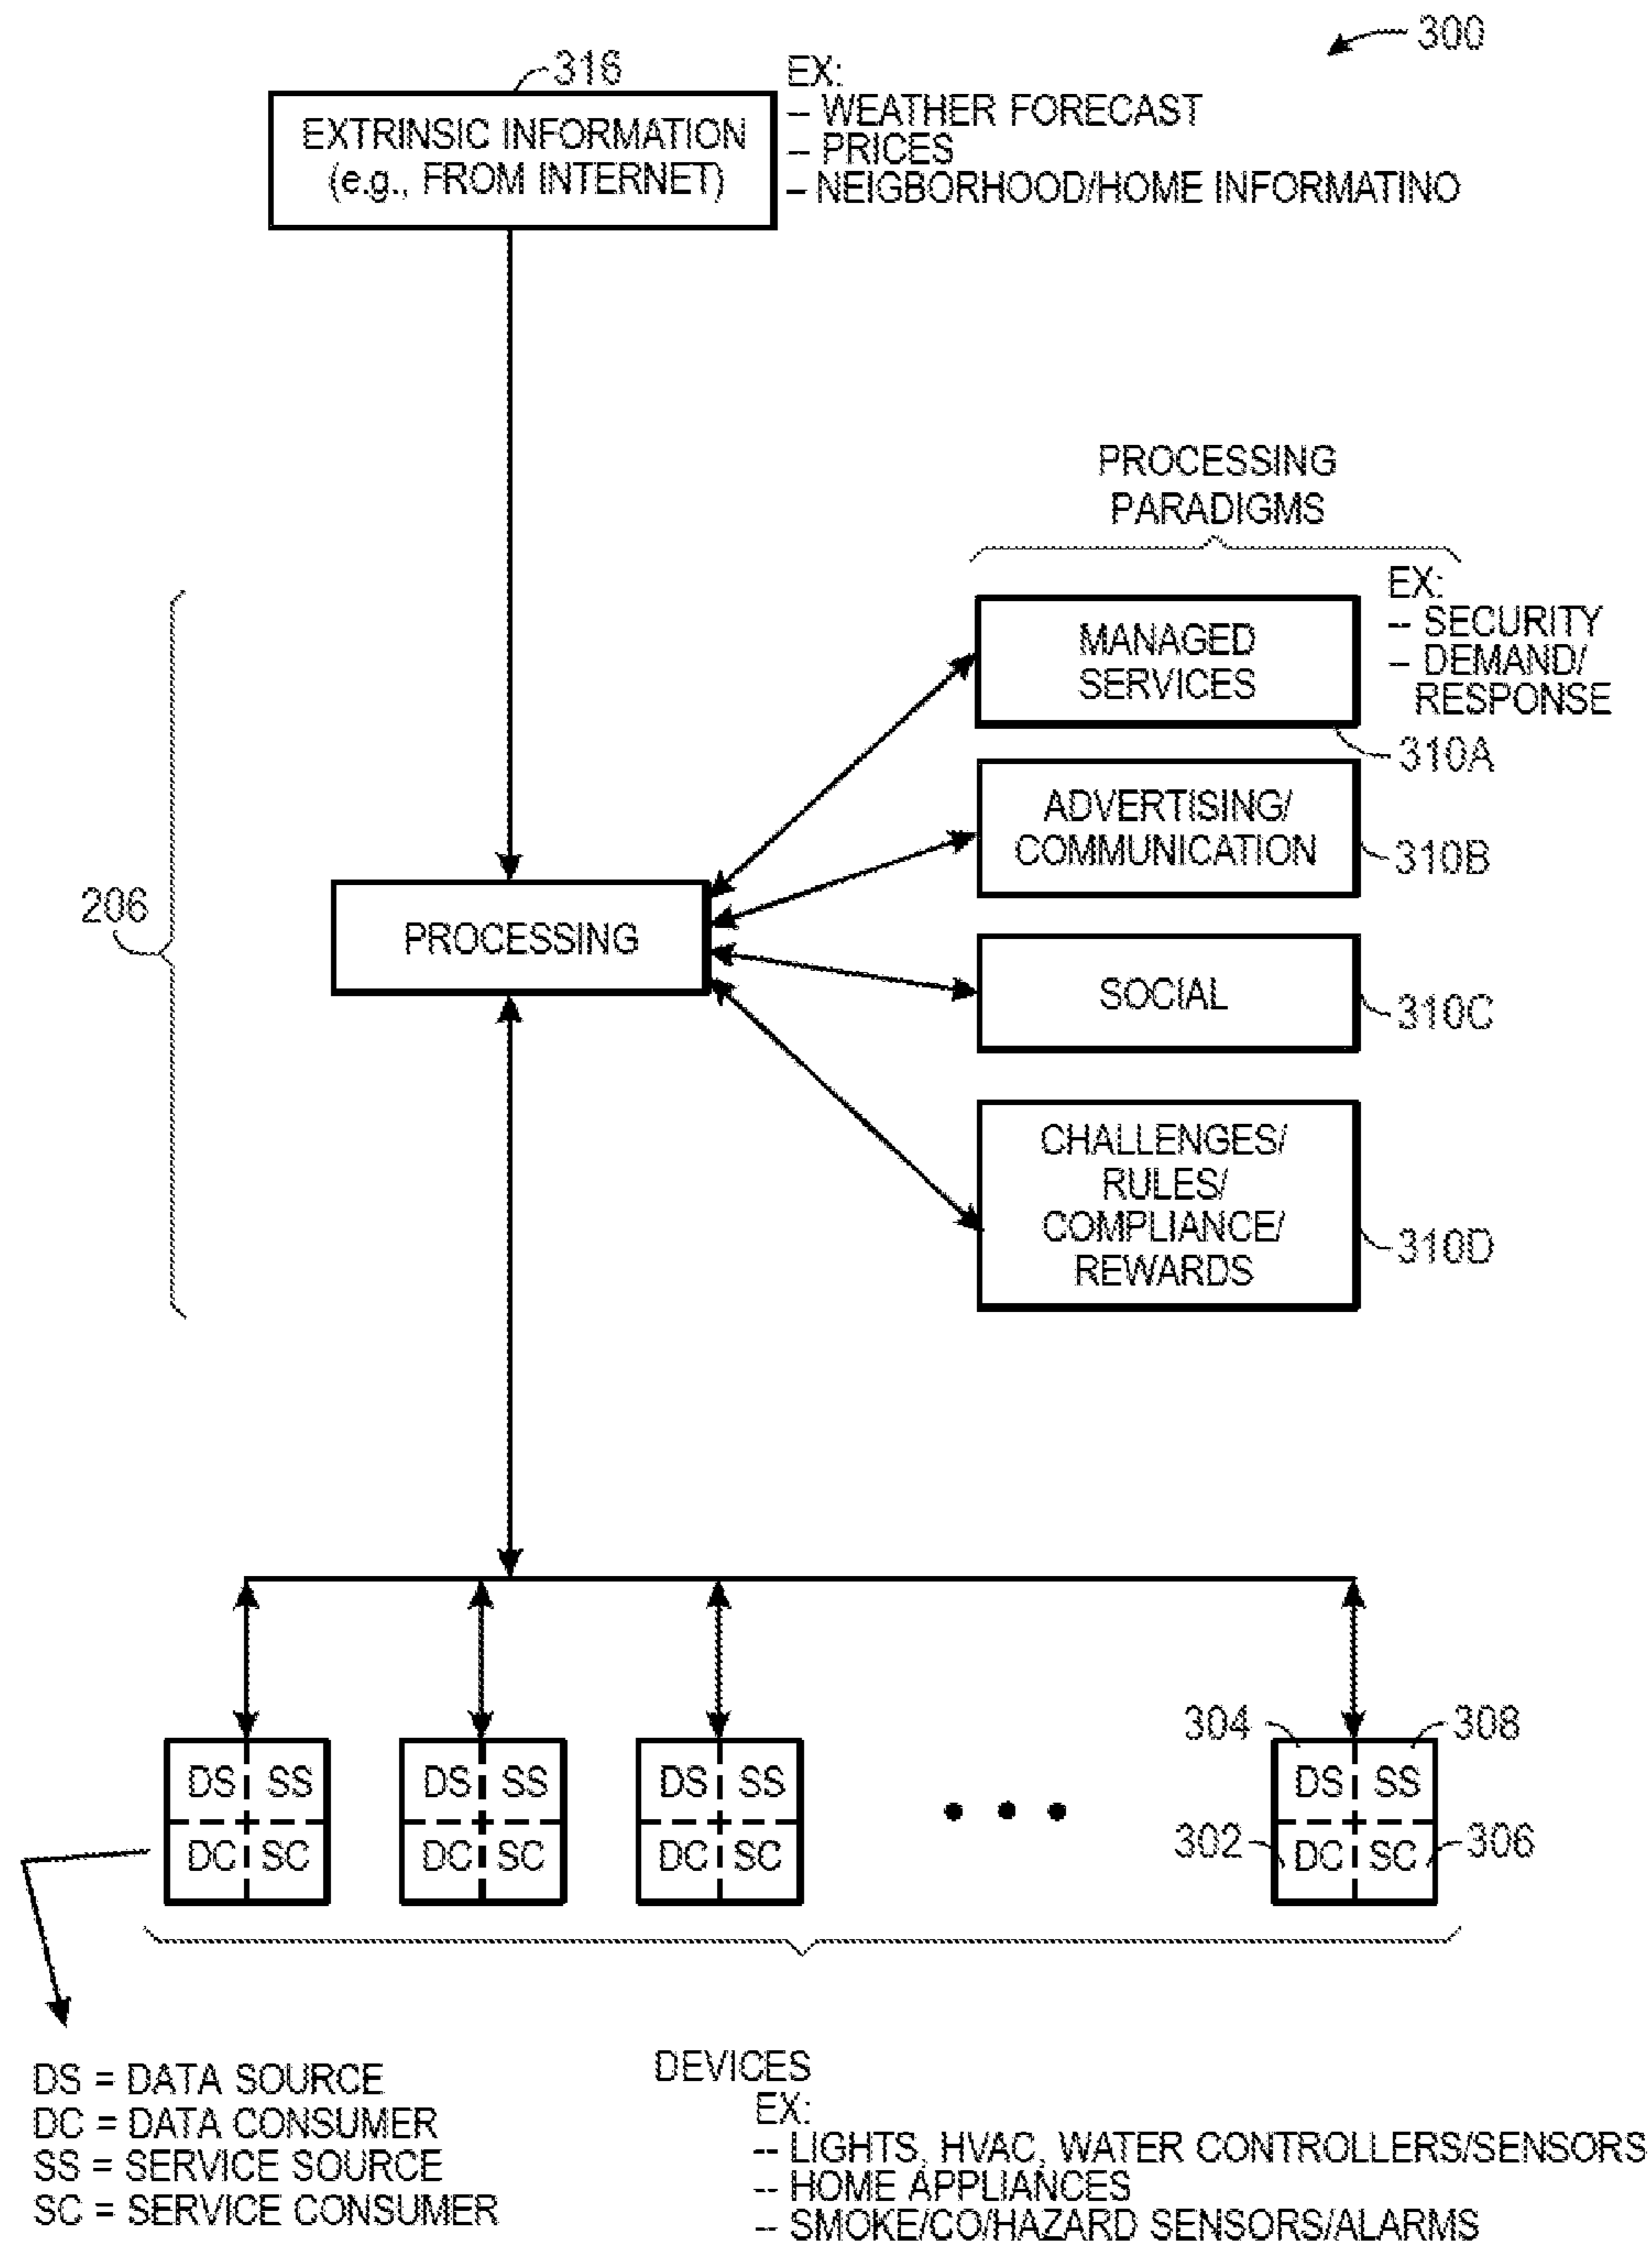 300
316
EXTRINSIC INFORMATION
(e.g., FROM INTERNET)
EX:
-- WEATHER FORECAST
-- PRICES
-- NEIGBORHOOD/HOME INFORMATINO
PROCESSING
PARADIGMS
MANAGED
SERVICES
EX:
-- SECURITY
-- DEMAND/
RESPONSE
310A
ADVERTISING/
COMMUNICATION
310B
206
PROCESSING
SOCIAL
310C
CHALLENGES/
RULES/
COMPLIANCE/
REWARDS
310D
DS SS
DC SC
DS SS
DC SC
DS SS
DC SC
• • •
304
308
DS SS
302
DC SC
306
DS = DATA SOURCE
DC = DATA CONSUMER
SS = SERVICE SOURCE
SC = SERVICE CONSUMER
DEVICES
EX:
-- LIGHTS, HVAC, WATER CONTROLLERS/SENSORS
-- HOME APPLIANCES
-- SMOKE/CO/HAZARD SENSORS/ALARMS